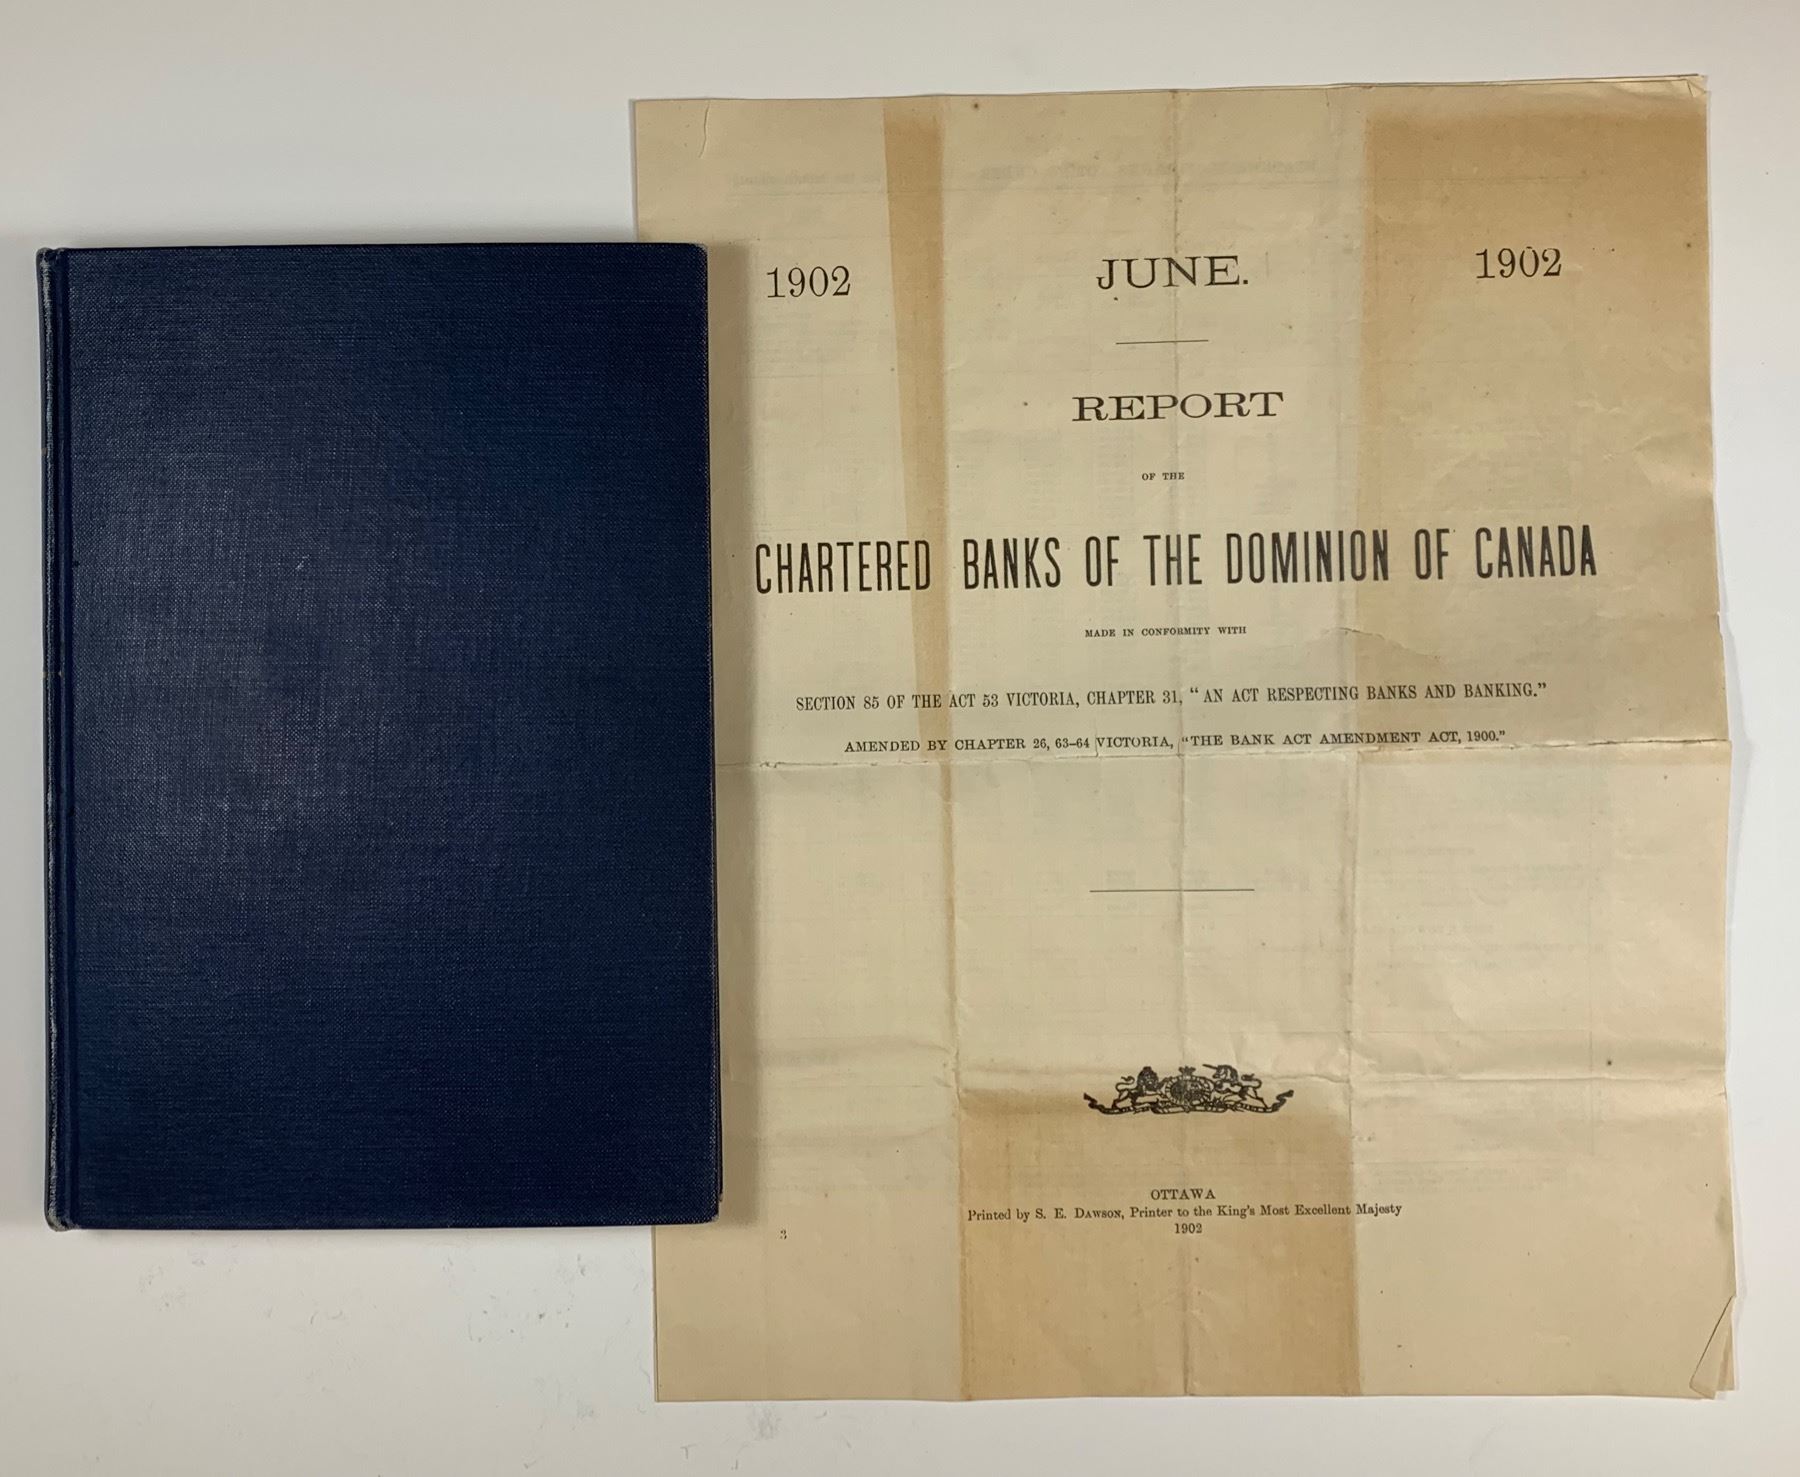 1902 JUNE. 1902
REPORT
OF THE
CHARTERED BANKS OF THE DOMINION OF CANADA
MADE IN CONFORMITY WITH
SECTION 85 OF THE ACT 53 VICTORIA, CHAPTER 31, “AN ACT RESPECTING BANKS AND BANKING.”
AMENDED BY CHAPTER 26, 63–64 VICTORIA, “THE BANK ACT AMENDMENT ACT, 1900.”
OTTAWA
Printed by S. E. DAWSON, Printer to the King's Most Excellent Majesty
1902
3